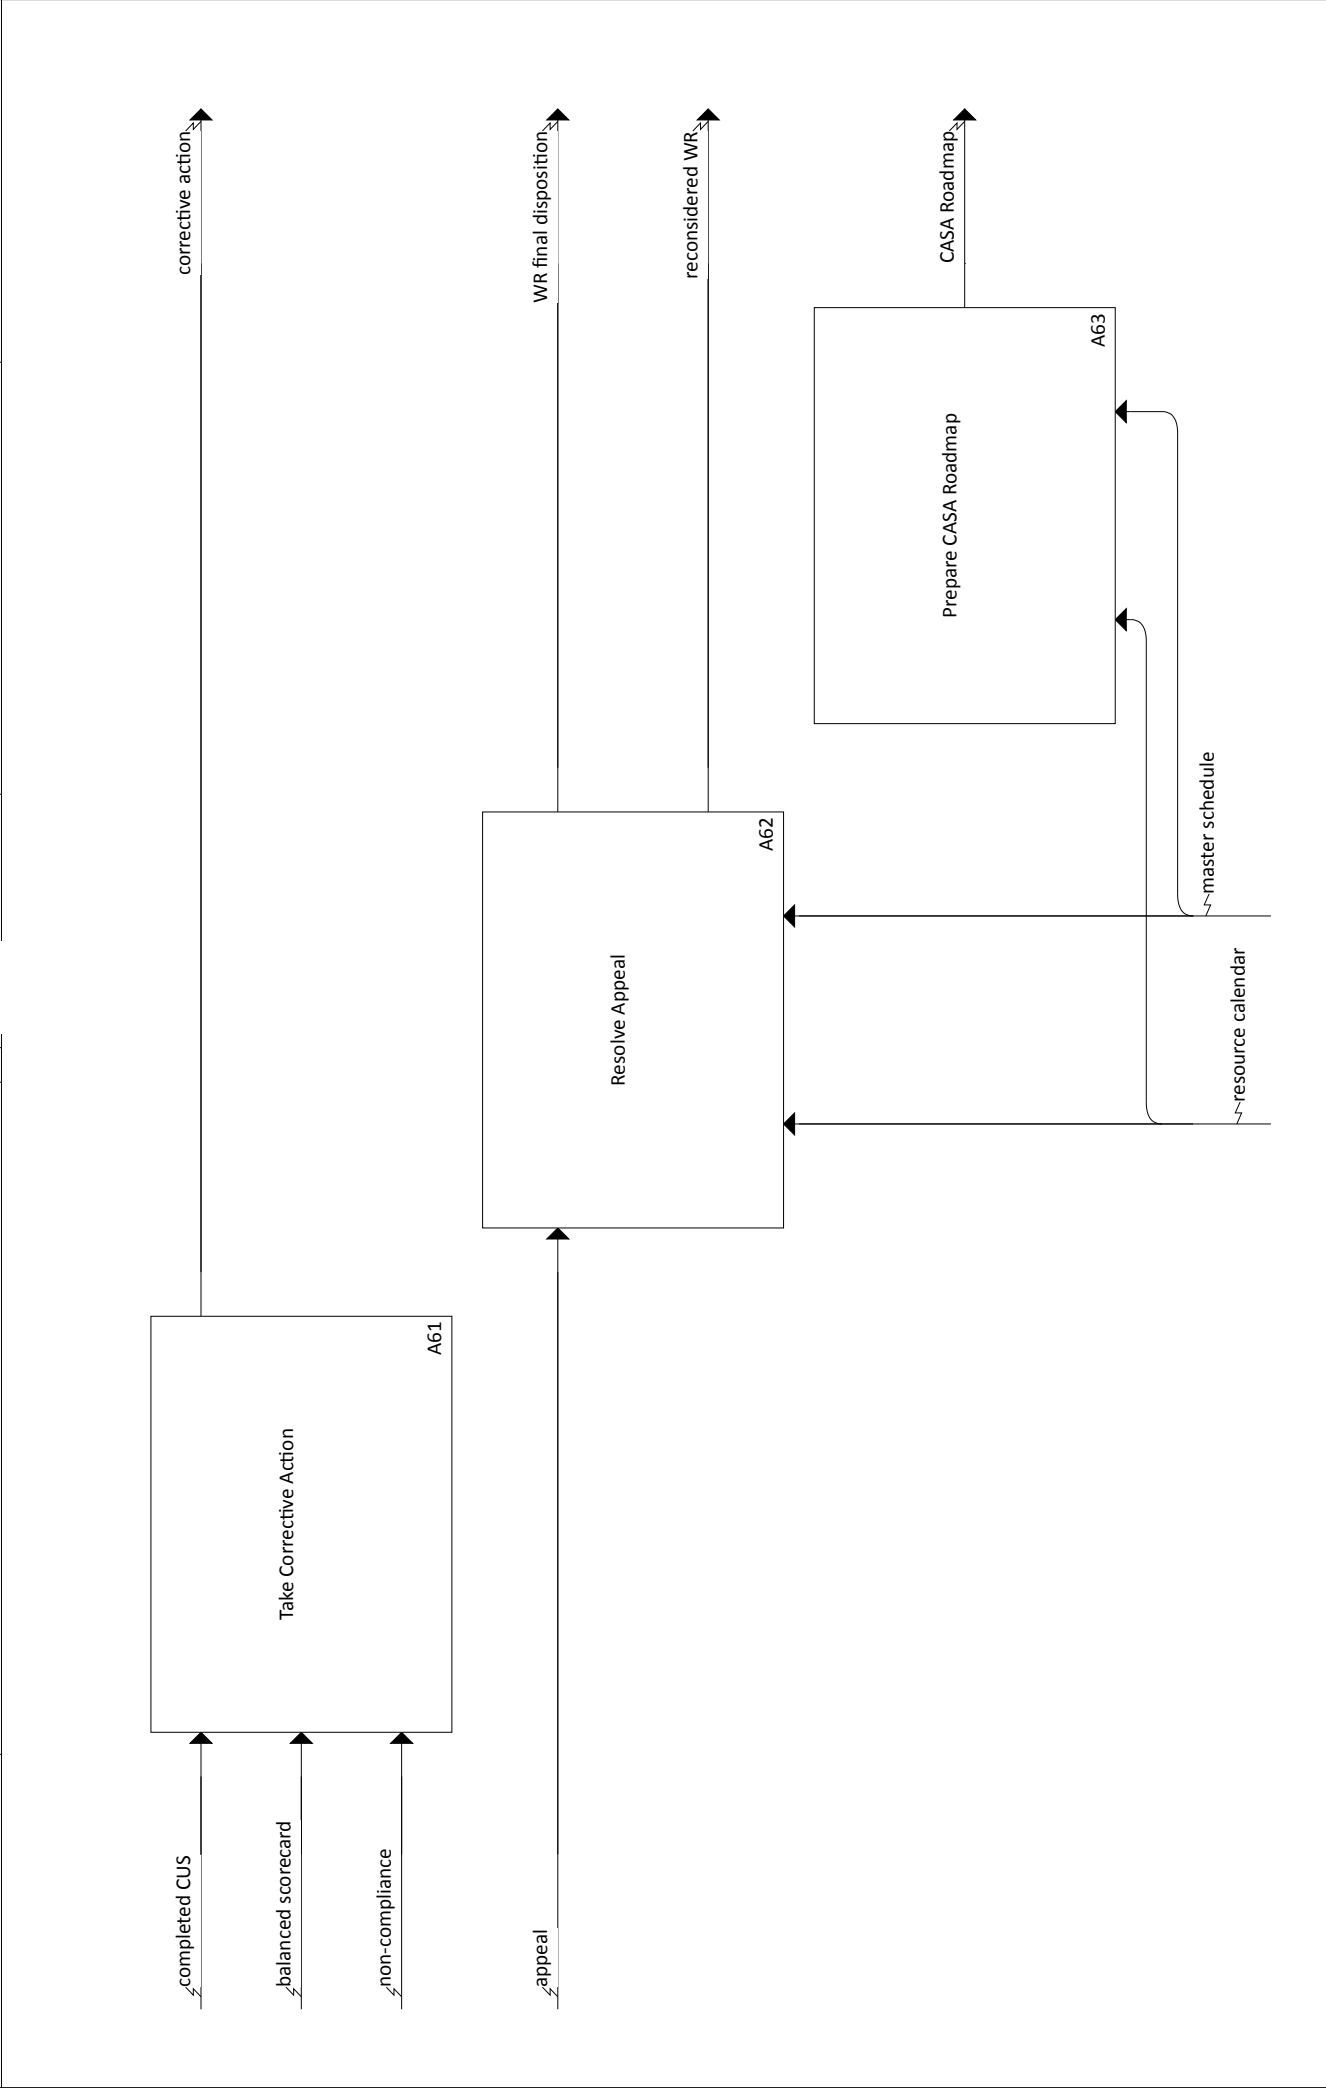 completed CUS
balanced scorecard
non-compliance
Take Corrective Action
A61
corrective action
appeal
Resolve Appeal
A62
WR final disposition
reconsidered WR
Prepare CASA Roadmap
A63
CASA Roadmap
resource calendar
master schedule